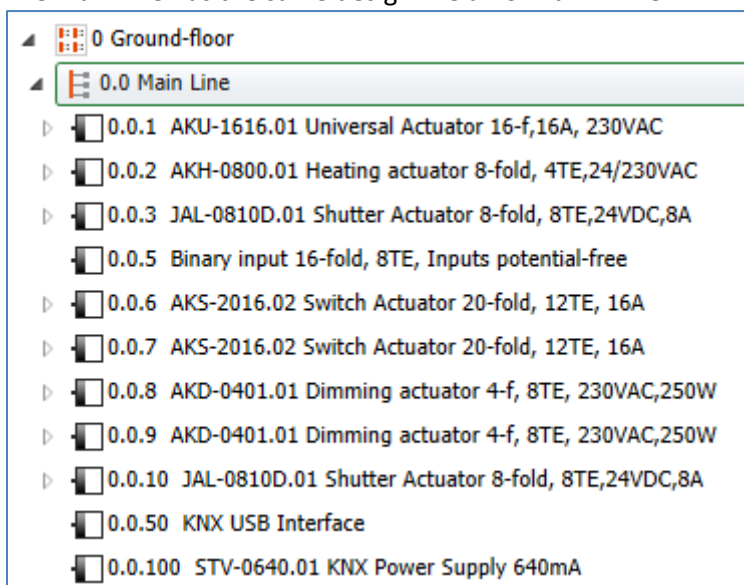 0 Ground-floor
0.0 Main Line
0.0.1 AKU-1616.01 Universal Actuator 16-f,16A, 230VAC
0.0.2 AKH-0800.01 Heating actuator 8-fold, 4TE,24/230VAC
0.0.3 JAL-0810D.01 Shutter Actuator 8-fold, 8TE,24VDC,8A
0.0.5 Binary input 16-fold, 8TE, Inputs potential-free
0.0.6 AKS-2016.02 Switch Actuator 20-fold, 12TE, 16A
0.0.7 AKS-2016.02 Switch Actuator 20-fold, 12TE, 16A
0.0.8 AKD-0401.01 Dimming actuator 4-f, 8TE, 230VAC,250W
0.0.9 AKD-0401.01 Dimming actuator 4-f, 8TE, 230VAC,250W
0.0.10 JAL-0810D.01 Shutter Actuator 8-fold, 8TE,24VDC,8A
0.0.50 KNX USB Interface
0.0.100 STV-0640.01 KNX Power Supply 640mA